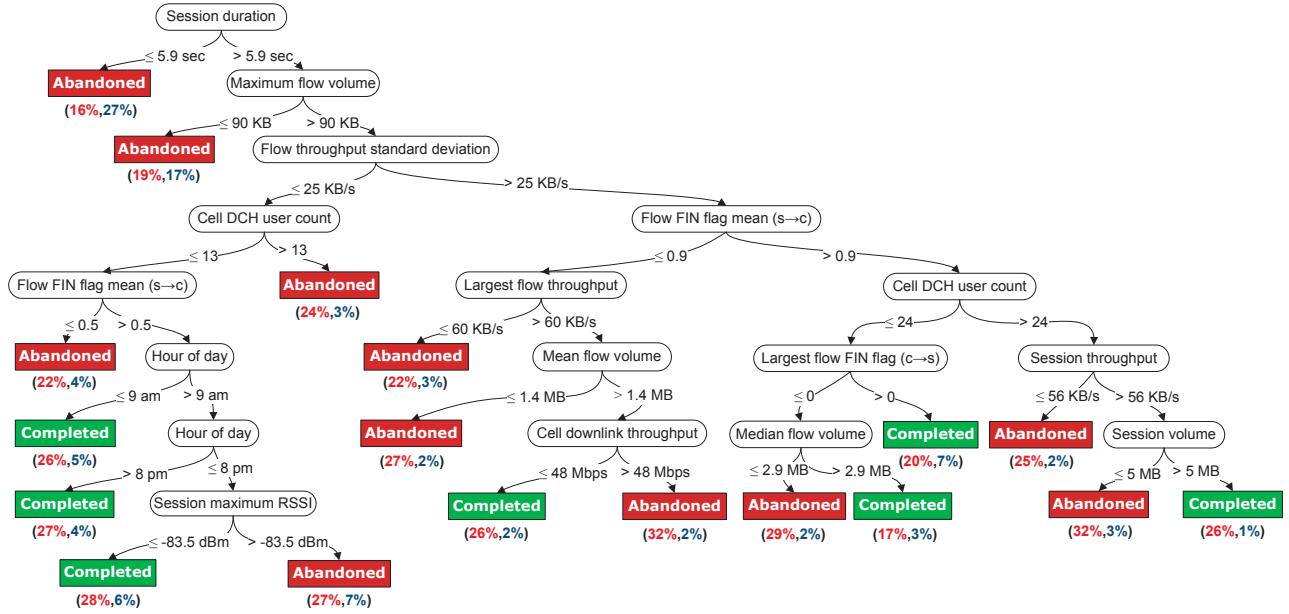 Session duration
≤ 5.9 sec > 5.9 sec
Abandoned Maximum flow volume
(16%,27%)
≤ 90 KB > 90 KB
Abandoned Flow throughput standard deviation
(19%,17%)
≤ 25 KB/s > 25 KB/s
Cell DCH user count Flow FIN flag mean (s→c)
≤ 13 > 13 ≤ 0.9 > 0.9
Flow FIN flag mean (s→c) Abandoned Largest flow throughput Cell DCH user count
(24%,3%)
≤ 0.5 > 0.5 ≤ 60 KB/s > 60 KB/s ≤ 24 > 24
Abandoned Hour of day Abandoned Mean flow volume Largest flow FIN flag (c→s) Session throughput
(22%,4%) (22%,3%)
≤ 9 am > 9 am ≤ 1.4 MB > 1.4 MB ≤ 0 > 0 ≤ 56 KB/s > 56 KB/s
Completed Hour of day Abandoned Cell downlink throughput Median flow volume Completed Abandoned Session volume
(26%,5%) (27%,2%) (20%,7%) (25%,2%)
> 8 pm ≤ 8 pm ≤ 48 Mbps > 48 Mbps ≤ 2.9 MB > 2.9 MB ≤ 5 MB > 5 MB
Completed Session maximum RSSI Completed Abandoned Abandoned Completed Abandoned Completed
(27%,4%) (26%,2%) (32%,2%) (29%,2%) (17%,3%) (32%,3%) (26%,1%)
≤ -83.5 dBm > -83.5 dBm
Completed Abandoned
(28%,6%) (27%,7%)